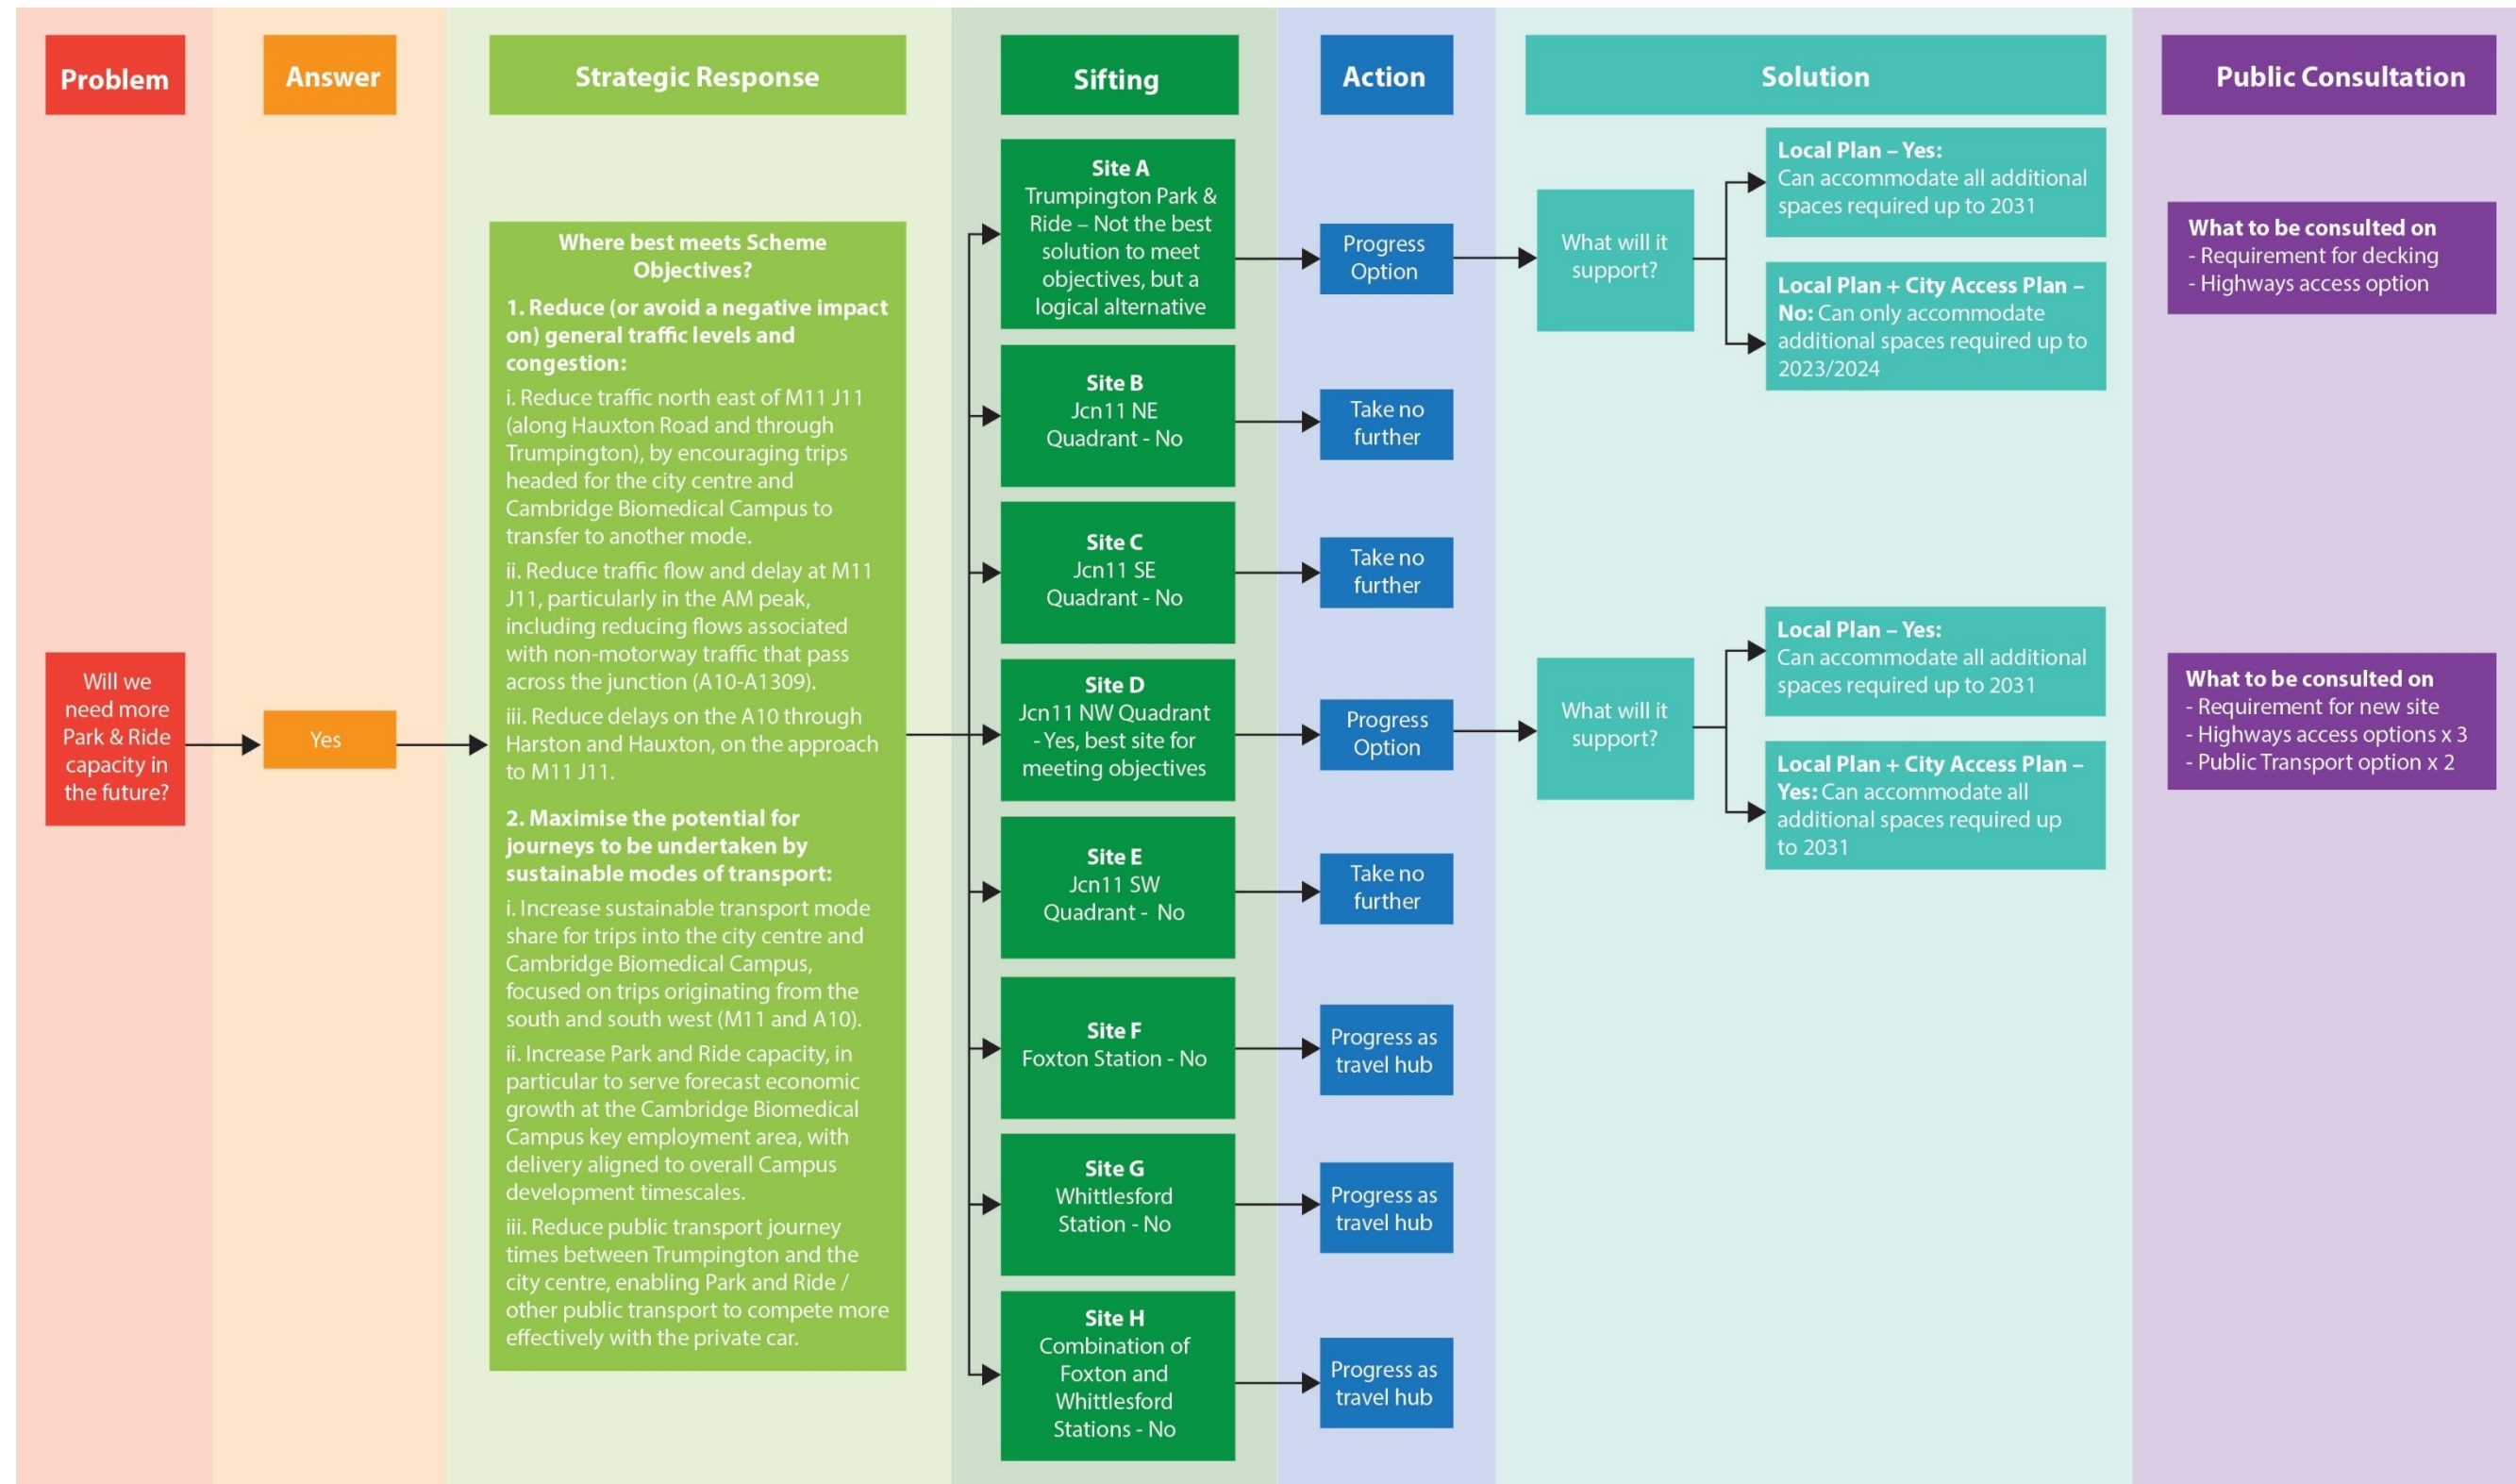 Problem
Answer
Strategic Response
Sifting
Action
Solution
Public Consultation
Will we
need more
Park & Ride
capacity in
the future?
Yes
Where best meets Scheme
Objectives?
1. Reduce (or avoid a negative impact
on) general traffic levels and
congestion:
i. Reduce traffic north east of M11 J11
(along Hauxton Road and through
Trumpington), by encouraging trips
headed for the city centre and
Cambridge Biomedical Campus to
transfer to another mode.
ii. Reduce traffic flow and delay at M11
J11, particularly in the AM peak,
including reducing flows associated
with non-motorway traffic that pass
across the junction (A10-A1309).
iii. Reduce delays on the A10 through
Harston and Hauxton, on the approach
to M11 J11.
2. Maximise the potential for
journeys to be undertaken by
sustainable modes of transport:
i. Increase sustainable transport mode
share for trips into the city centre and
Cambridge Biomedical Campus,
focused on trips originating from the
south and south west (M11 and A10).
ii. Increase Park and Ride capacity, in
particular to serve forecast economic
growth at the Cambridge Biomedical
Campus key employment area, with
delivery aligned to overall Campus
development timescales.
iii. Reduce public transport journey
times between Trumpington and the
city centre, enabling Park and Ride /
other public transport to compete more
effectively with the private car.
Site A
Trumpington Park &
Ride – Not the best
solution to meet
objectives, but a
logical alternative
Progress
Option
What will it
support?
Local Plan – Yes:
Can accommodate all additional
spaces required up to 2031
Local Plan + City Access Plan –
No: Can only accommodate
additional spaces required up to
2023/2024
What to be consulted on
- Requirement for decking
- Highways access option
Site B
Jcn11 NE
Quadrant - No
Take no
further
Site C
Jcn11 SE
Quadrant - No
Take no
further
Site D
Jcn11 NW Quadrant
- Yes, best site for
meeting objectives
Progress
Option
What will it
support?
Local Plan – Yes:
Can accommodate all additional
spaces required up to 2031
Local Plan + City Access Plan –
Yes: Can accommodate all
additional spaces required up
to 2031
What to be consulted on
- Requirement for new site
- Highways access options x 3
- Public Transport option x 2
Site E
Jcn11 SW
Quadrant - No
Take no
further
Site F
Foxton Station - No
Progress as
travel hub
Site G
Whittlesford
Station - No
Progress as
travel hub
Site H
Combination of
Foxton and
Whittlesford
Stations - No
Progress as
travel hub